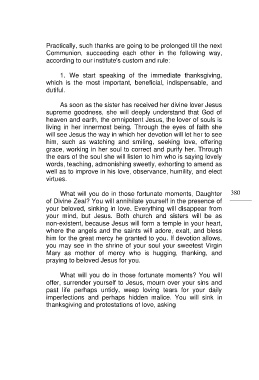 Practically, such thanks are going to be prolonged till the next
Communion, succeeding each other in the following way,
according to our institute's custom and rule:
1. We start speaking of the immediate thanksgiving,
which is the most important, beneficial, indispensable, and
dutiful.
As soon as the sister has received her divine lover Jesus
supreme goodness, she will deeply understand that God of
heaven and earth, the omnipotent Jesus, the lover of souls is
living in her innermost being. Through the eyes of faith she
will see Jesus the way in which her devotion will let her to see
him, such as watching and smiling, seeking love, offering
grace, working in her soul to correct and purify her. Through
the ears of the soul she will listen to him who is saying lovely
words, teaching, admonishing sweetly, exhorting to amend as
well as to improve in his love, observance, humility, and elect
virtues.
What will you do in those fortunate moments, Daughter
of Divine Zeal? You will annihilate yourself in the presence of
your beloved, sinking in love. Everything will disappear from
your mind, but Jesus. Both church and sisters will be as
non-existent, because Jesus will form a temple in your heart,
where the angels and the saints will adore, exalt, and bless
him for the great mercy he granted to you. If devotion allows,
you may see in the shrine of your soul your sweetest Virgin
Mary as mother of mercy who is hugging, thanking, and
praying to beloved Jesus for you.
What will you do in those fortunate moments? You will
offer, surrender yourself to Jesus, mourn over your sins and
past life perhaps untidy, weep loving tears for your daily
imperfections and perhaps hidden malice. You will sink in
thanksgiving and protestations of love, asking
380